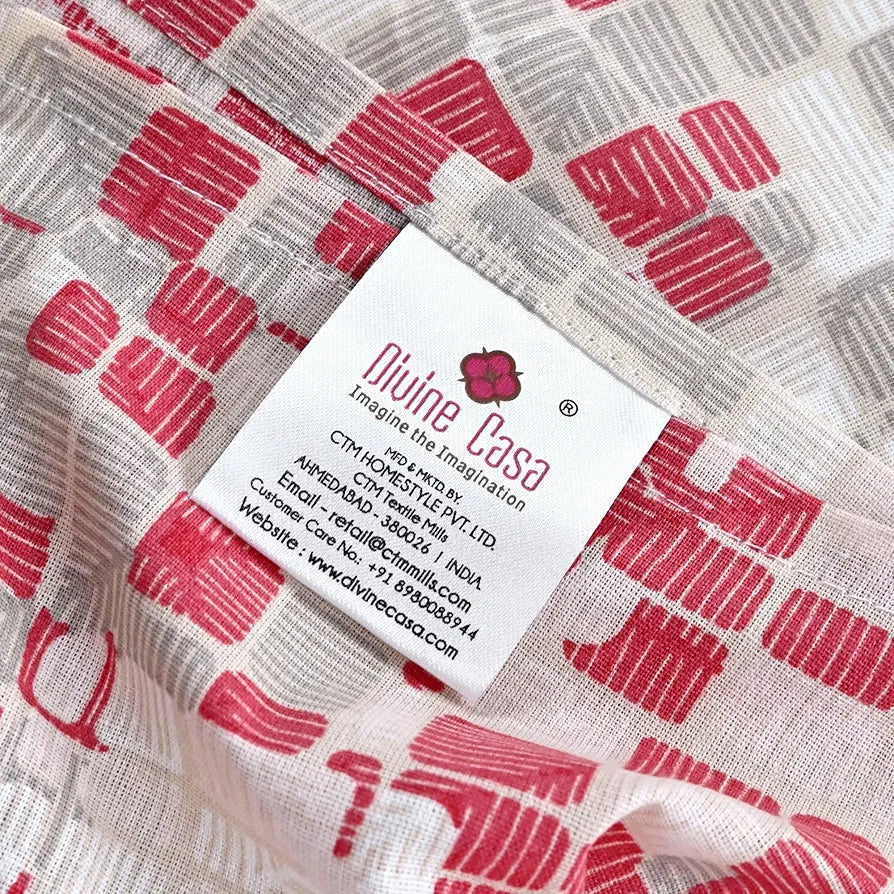 Divine Casa ®
Imagine the Imagination
MFD & MKTD. BY.
CTM HOMESTYLE PVT. LTD.
CTM Textile Mills
AHMEDABAD - 380026 | INDIA
Email - retail@ctmmills.com
Customer Care No.: +91 8980088944
Website : www.divinecasa.com